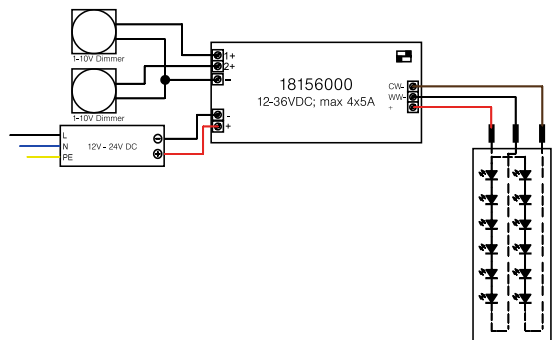 1-10V Dimmer
1-10V Dimmer
1+
2+
-
-
+
18156000
12-36VDC; max 4x5A
CW-
WW-
+
L
N
PE
12V - 24V DC